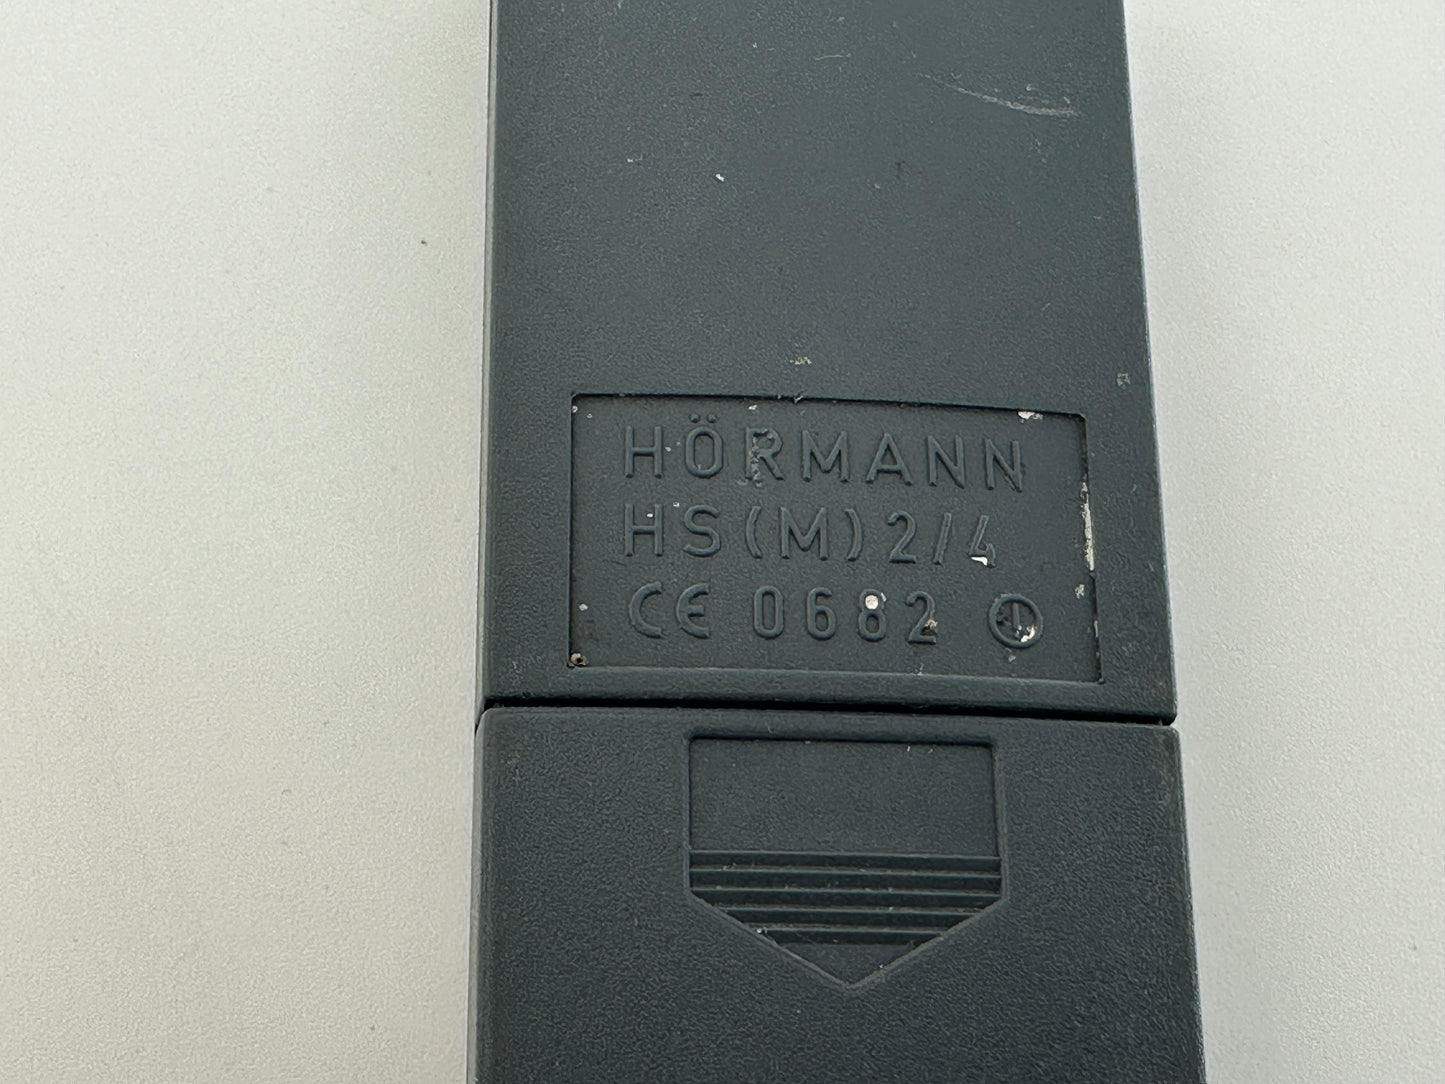 HÖRMANN
HS(M)2/4
CE 0682